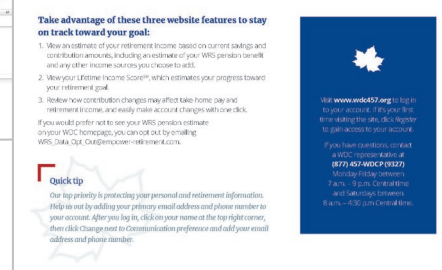 Take advantage of these three website features to stay
on track toward your goal:
1. View an estimate of your retirement income based on current savings and
contribution amounts, including an estimate of your WRS pension benefit
and any other income sources you choose to add.
2. View your Lifetime Income Score℠, which estimates your progress toward
your retirement goal.
3. Review how contribution changes may affect take-home pay and
retirement income, and easily make account changes with one click.
If you would prefer not to see your WRS pension estimate
on your WDC homepage, you can opt out by emailing
WRS_Data_Opt_Out@empower-retirement.com.
Quick tip
Our top priority is protecting your personal and retirement information.
Help us out by adding your primary email address and phone number to
your account. After you log in, click on your name at the top right corner,
then click Change next to Communication preference and add your email
address and phone number.
Visit www.wdc457.org to log in
to your account. If it's your first
time visiting the site, click Register
to gain access to your account.
If you have questions, contact
a WDC representative at
(877) 457-WDCP (9327)
Monday-Friday between
7 a.m. – 9 p.m. Central time
and Saturdays between
8 a.m. – 4:30 p.m Central time.